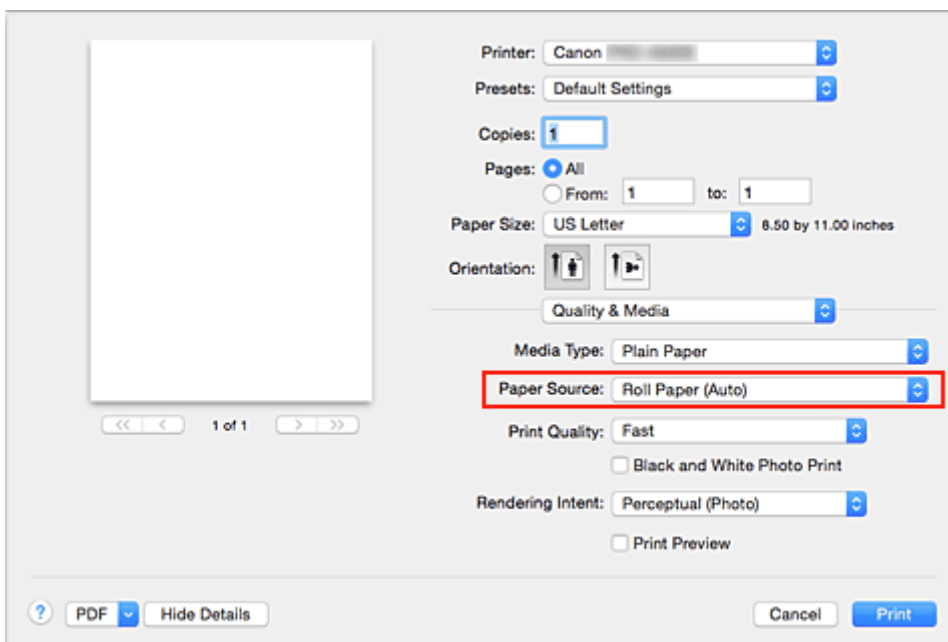 Printer: Canon
Presets: Default Settings
Copies: 1
Pages: All
From: 1 to: 1
Paper Size: US Letter 8.50 by 11.00 inches
Orientation:
Quality & Media
Media Type: Plain Paper
Paper Source: Roll Paper (Auto)
<< < 1 of 1 > >>
Print Quality: Fast
Black and White Photo Print
Rendering Intent: Perceptual (Photo)
Print Preview
? PDF Hide Details Cancel Print